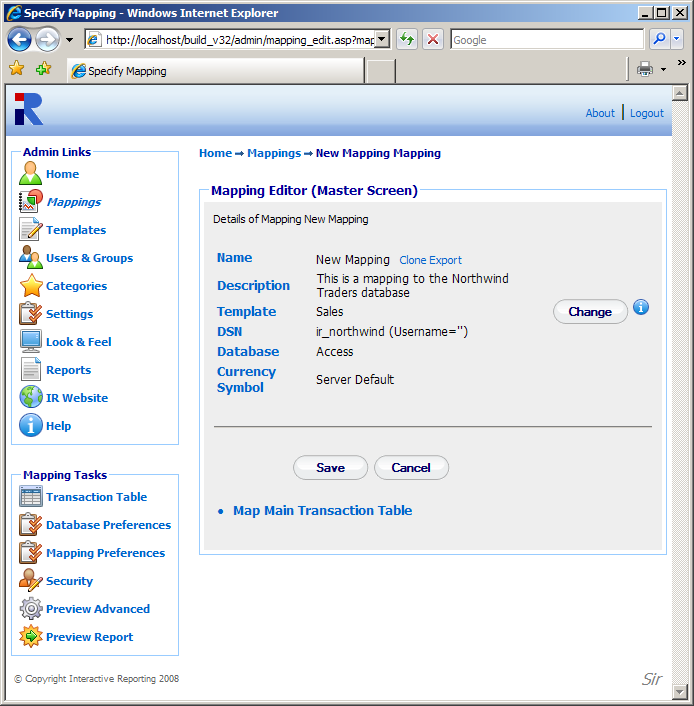 Specify Mapping - Windows Internet Explorer
http://localhost/build_v32/admin/mapping_edit.asp?map
Google
Specify Mapping
»
iR
About | Logout
Admin Links
Home
Mappings
Templates
Users & Groups
Categories
Settings
Look & Feel
Reports
IR Website
Help
Mapping Tasks
Transaction Table
Database Preferences
Mapping Preferences
Security
Preview Advanced
Preview Report
Home ➞ Mappings ➞ New Mapping Mapping
Mapping Editor (Master Screen)
Details of Mapping New Mapping
Name New Mapping Clone Export
Description This is a mapping to the Northwind
Traders database
Template Sales
Change
DSN ir_northwind (Username='')
Database Access
Currency
Symbol Server Default
Save Cancel
• Map Main Transaction Table
© Copyright Interactive Reporting 2008
Sir